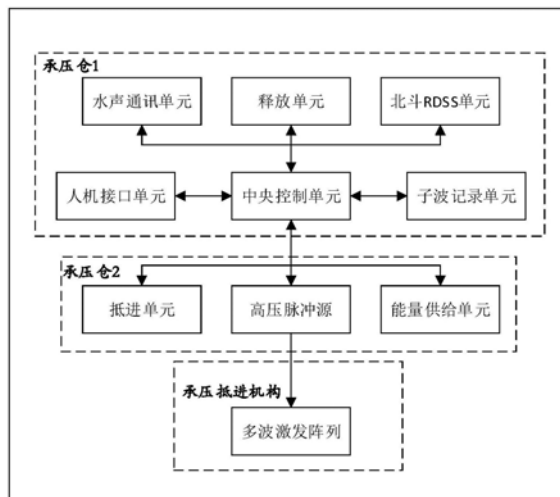 承压仓1
水声通讯单元
释放单元
北斗RDSS单元
人机接口单元
中央控制单元
子波记录单元
承压仓2
抵进单元
高压脉冲源
能量供给单元
承压抵进机构
多波激发阵列